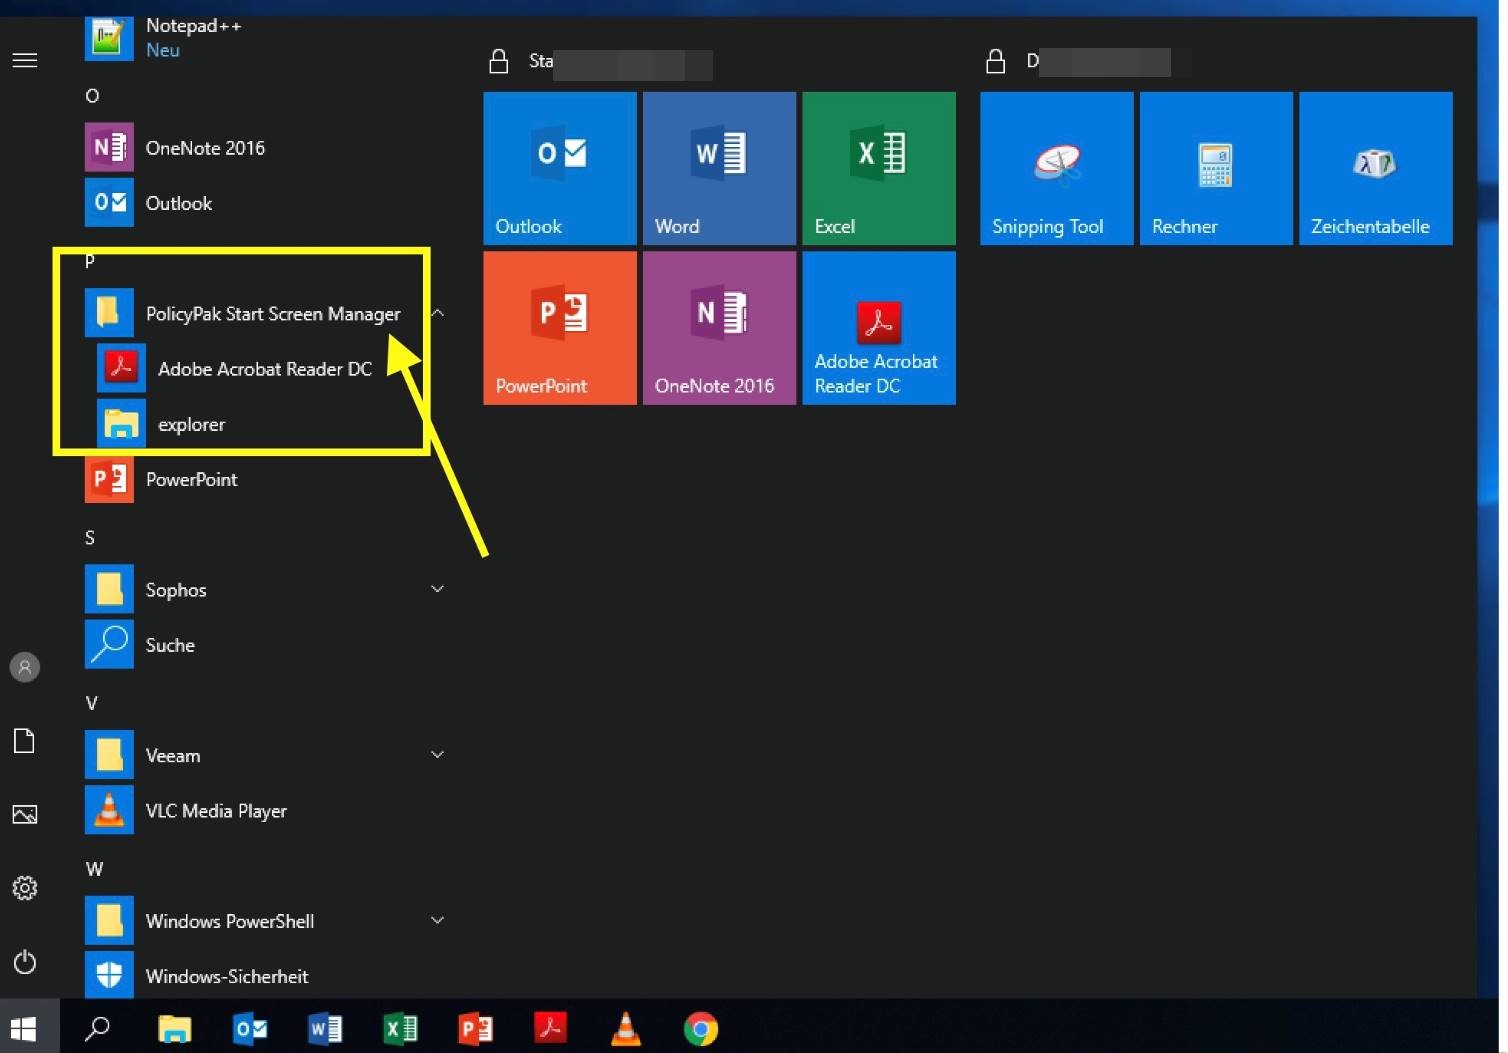 Notepad++
Neu
O
OneNote 2016
Outlook
P
PolicyPak Start Screen Manager
Adobe Acrobat Reader DC
explorer
PowerPoint
S
Sophos
Suche
V
Veeam
VLC Media Player
W
Windows PowerShell
Windows-Sicherheit
Sta
Outlook
Word
Excel
PowerPoint
OneNote 2016
Adobe Acrobat
Reader DC
D
Snipping Tool
Rechner
Zeichentabelle